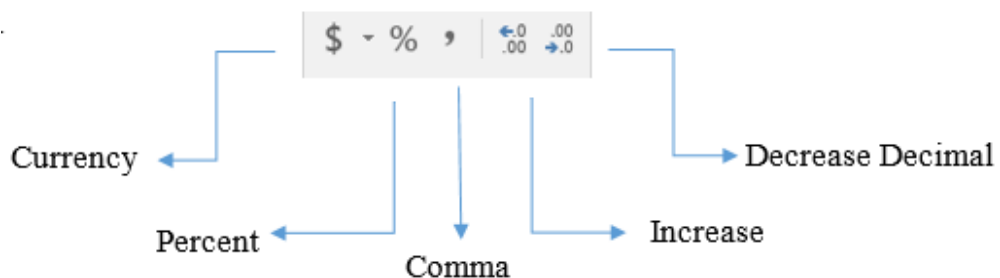 .
$ % , ←.0 .00
.00 →.0
Currency
Decrease Decimal
Percent
Increase
Comma